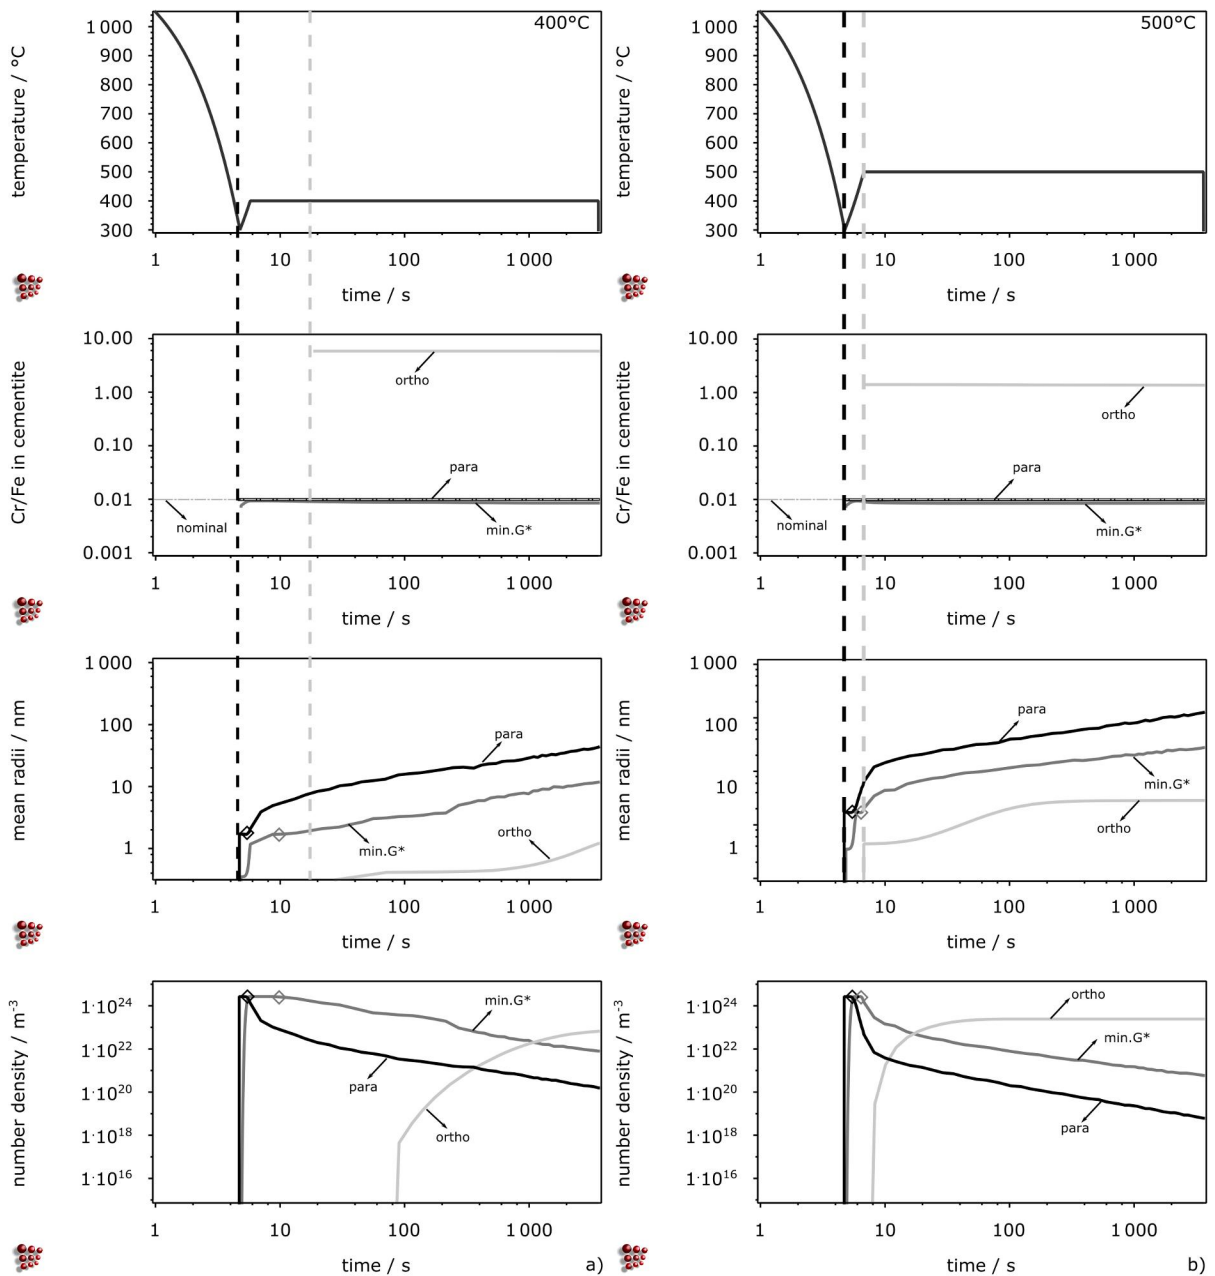 400°C
temperature / °C
1 000
900
800
700
600
500
400
300
1 10 100 1 000
time / s
500°C
temperature / °C
1 000
900
800
700
600
500
400
300
1 10 100 1 000
time / s
Cr/Fe in cementite
10.00
1.00
0.10
0.01
0.001
ortho
para
nominal
min.G*
1 10 100 1 000
time / s
Cr/Fe in cementite
10.00
1.00
0.10
0.01
0.001
ortho
para
nominal
min.G*
1 10 100 1 000
time / s
mean radii / nm
1 000
100
10
1
para
ortho
min.G*
1 10 100 1 000
time / s
mean radii / nm
1 000
100
10
1
para
min.G*
ortho
1 10 100 1 000
time / s
number density / m⁻³
1·10²⁴
1·10²²
1·10²⁰
1·10¹⁸
1·10¹⁶
min.G*
para
ortho
1 10 100 1 000
time / s
a)
number density / m⁻³
1·10²⁴
1·10²²
1·10²⁰
1·10¹⁸
1·10¹⁶
ortho
min.G*
para
1 10 100 1 000
time / s
b)